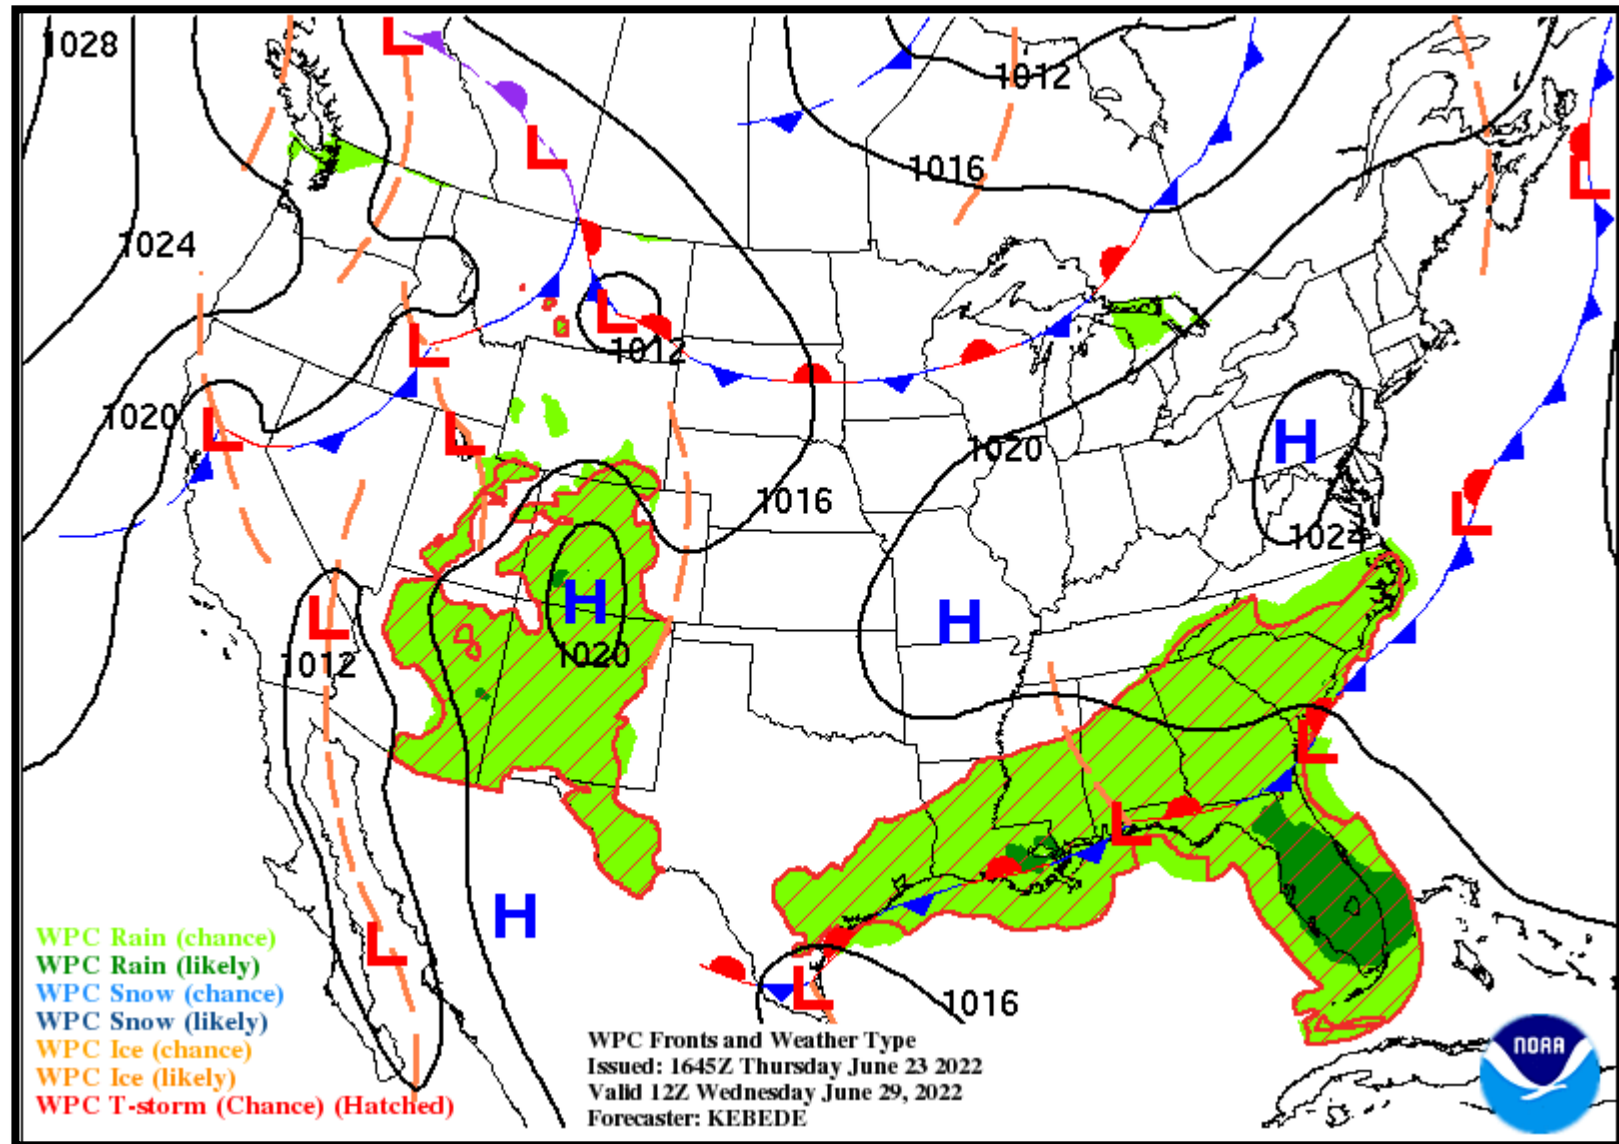 1028
1012
L
L
1016
L
1024
L
1012
L
1020
L
L
H
1020
1016
1024
H
H
L
L
1012
1020
H
L
L
H
L
L
1016
WPC Rain (chance)
WPC Rain (likely)
WPC Snow (chance)
WPC Snow (likely)
WPC Ice (chance)
WPC Ice (likely)
WPC T-storm (Chance) (Hatched)
WPC Fronts and Weather Type
Issued: 1645Z Thursday June 23 2022
Valid 12Z Wednesday June 29, 2022
Forecaster: KEBEDE
NOAA